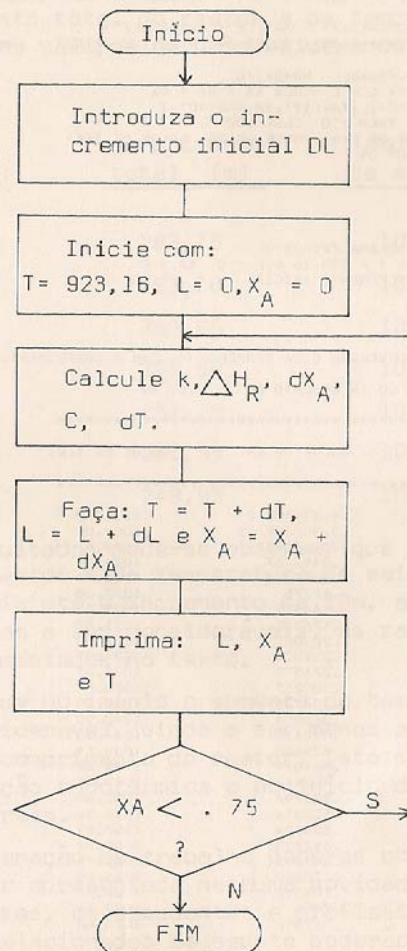 Início
Introduza o in-
cremento inicial DL
Inicie com:
T= 923,16, L= 0,X_A = 0
Calcule k,△H_R, dX_A,
C, dT.
Faça: T = T + dT,
L = L + dL e X_A = X_A +
dX_A
Imprima: L, X_A
e T
XA < . 75
S
?
N
FIM